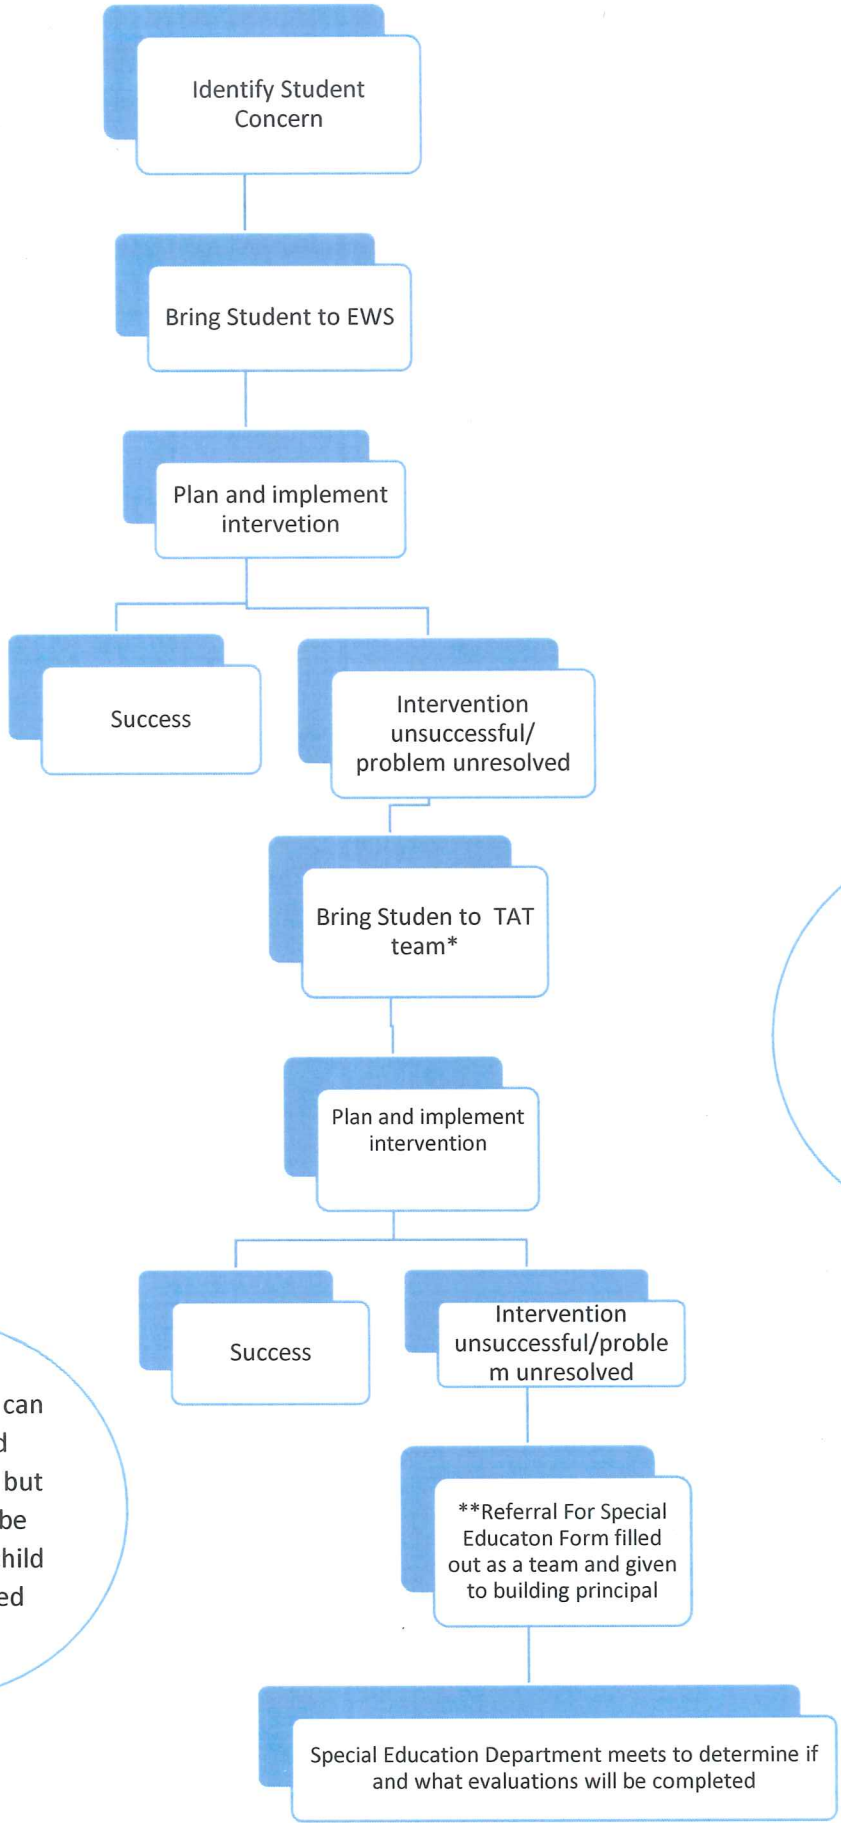 Identify Student
Concern
Bring Student to EWS
Plan and implement
intervetion
Success
Intervention
unsuccessful/
problem unresolved
Bring Studen to TAT
team*
Plan and implement
intervention
Success
Intervention
unsuccessful/proble
m unresolved
can
but
be
**Referral For Special
Educaton Form filled
out as a team and given
to building principal
Special Education Department meets to determine if
and what evaluations will be completed